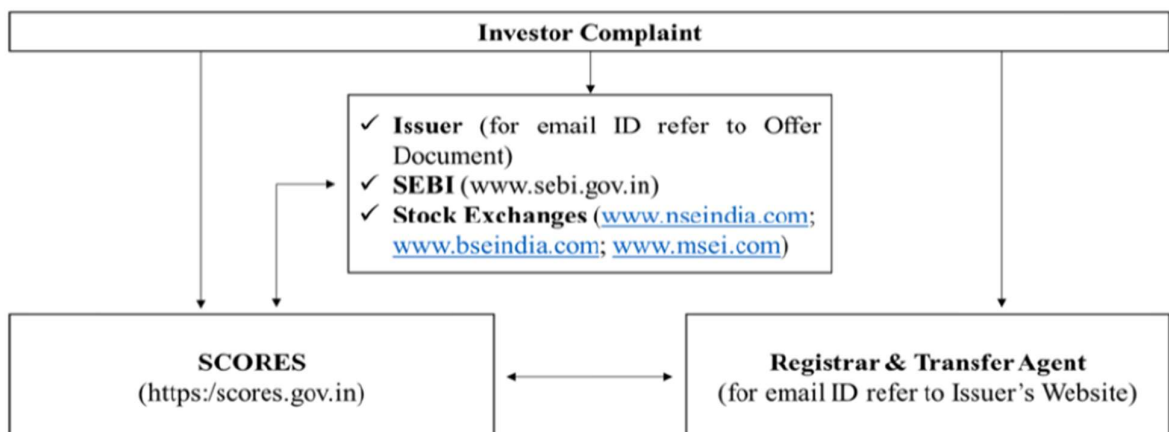 Investor Complaint
✓ Issuer (for email ID refer to Offer
Document)
✓ SEBI (www.sebi.gov.in)
✓ Stock Exchanges (www.nseindia.com;
www.bseindia.com; www.msei.com)
SCORES
(https:/scores.gov.in)
Registrar & Transfer Agent
(for email ID refer to Issuer’s Website)